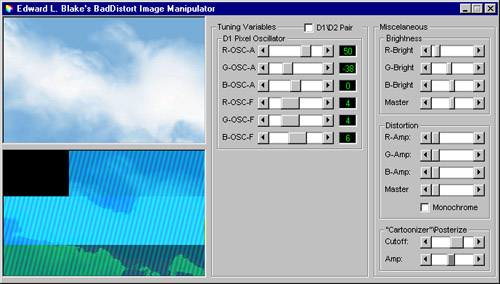 Edward L. Blake's BadDistort Image Manipulator
Tuning Variables
D1\D2 Pair
D1 Pixel Oscillator
R-OSC-A 50
G-OSC-A -38
B-OSC-A 0
R-OSC-F 4
G-OSC-F 4
B-OSC-F 6
Miscelaneous
Brightness
R-Bright
G-Bright
B-Bright
Master
Distortion
R-Amp:
G-Amp:
B-Amp:
Master
Monochrome
"Cartoonizer"\Posterize
Cutoff:
Amp: